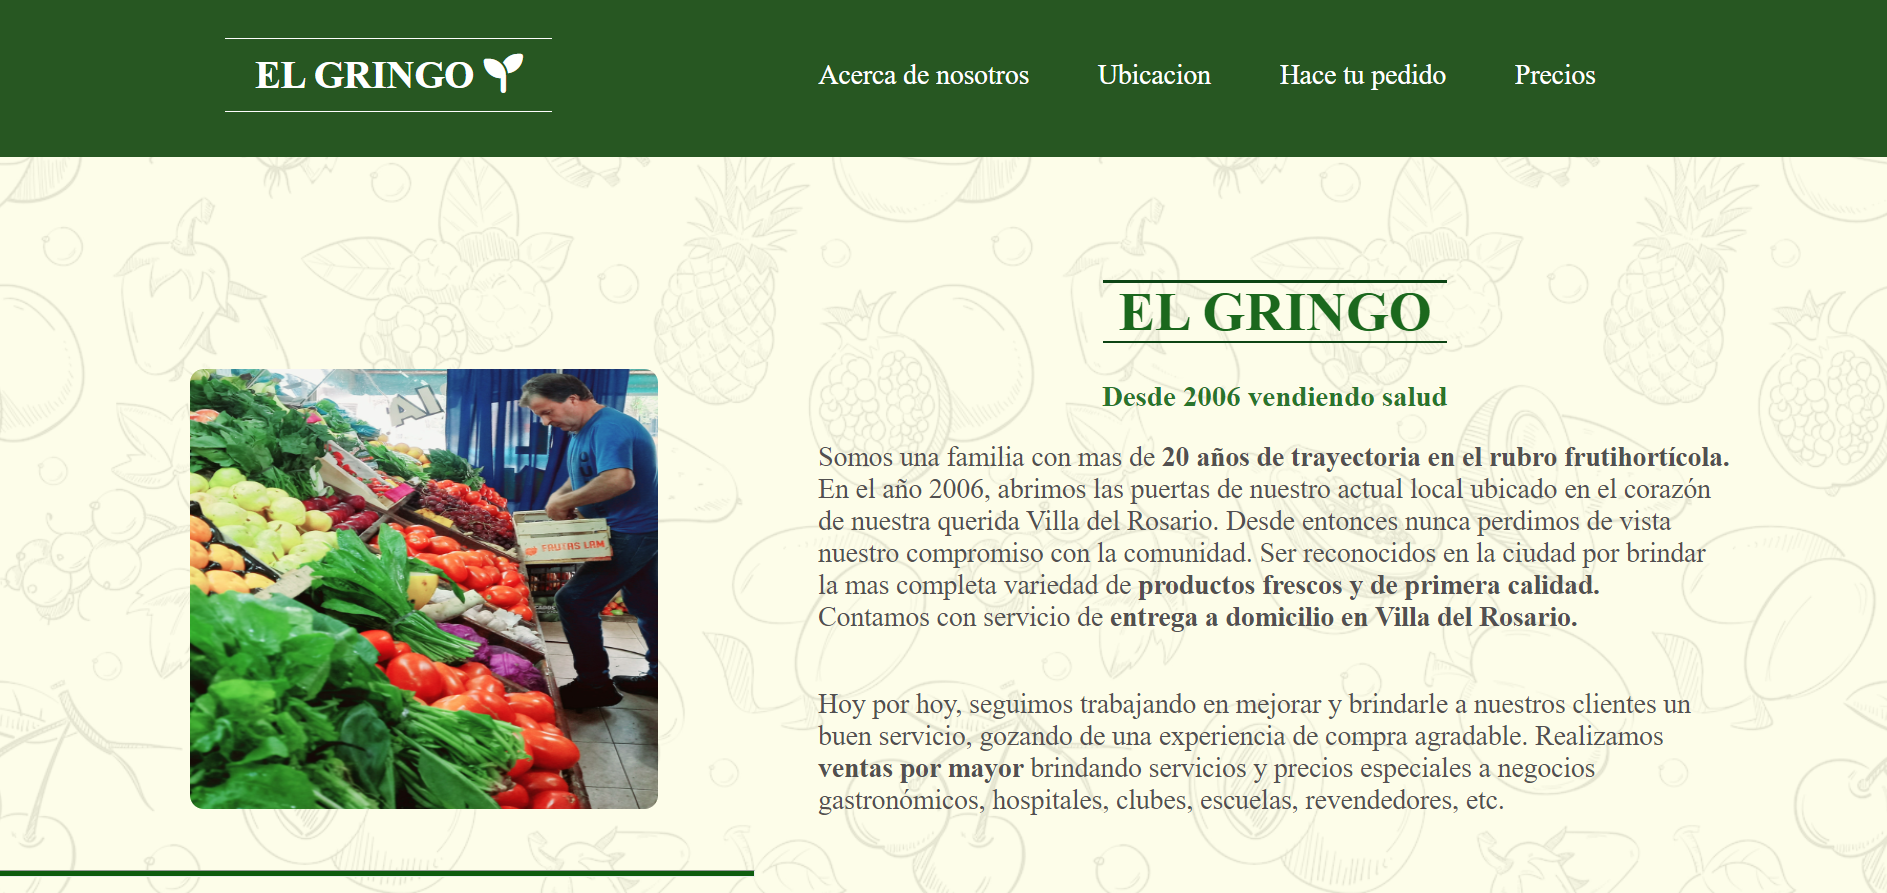 EL GRINGO
Acerca de nosotros
Ubicacion
Hace tu pedido
Precios
EL GRINGO
Desde 2006 vendiendo salud
Somos una familia con mas de 20 años de trayectoria en el rubro frutihortícola.
En el año 2006, abrimos las puertas de nuestro actual local ubicado en el corazón
de nuestra querida Villa del Rosario. Desde entonces nunca perdimos de vista
nuestro compromiso con la comunidad. Ser reconocidos en la ciudad por brindar
la mas completa variedad de productos frescos y de primera calidad.
Contamos con servicio de entrega a domicilio en Villa del Rosario.
Hoy por hoy, seguimos trabajando en mejorar y brindarle a nuestros clientes un
buen servicio, gozando de una experiencia de compra agradable. Realizamos
ventas por mayor brindando servicios y precios especiales a negocios
gastronómicos, hospitales, clubes, escuelas, revendedores, etc.
FRUTAS LAM